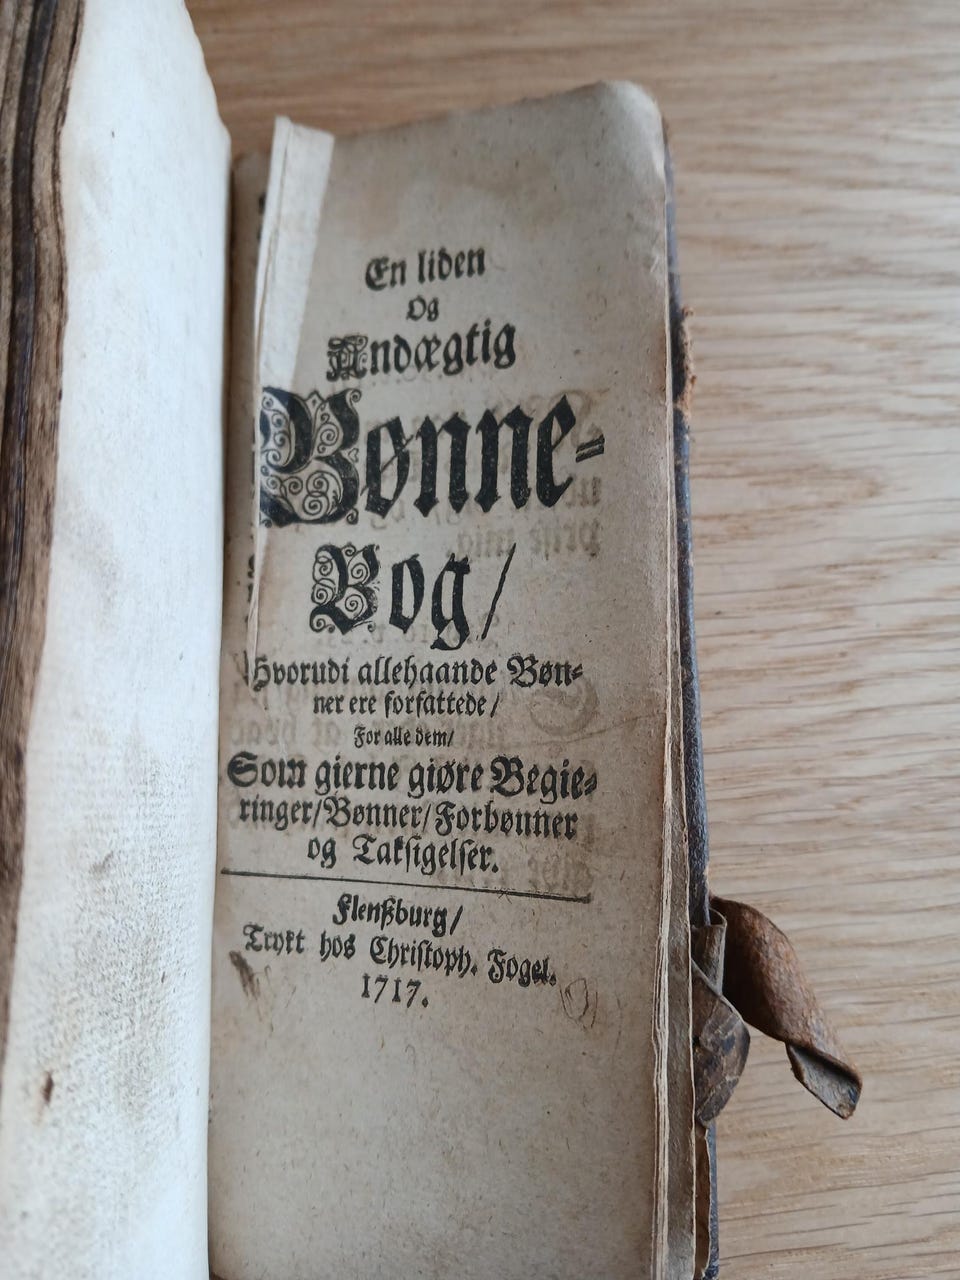 En liden
Og
Andægtig
Bønne-
Bog/
Hvorudi allehaande Bøn-
ner ere forfattede/
For alle dem/
Som gierne giøre Begie-
ringer/Bønner/Forbønner
og Taksigelser.
Flenßburg/
Trykt hos Christoph. Fogel.
1717.